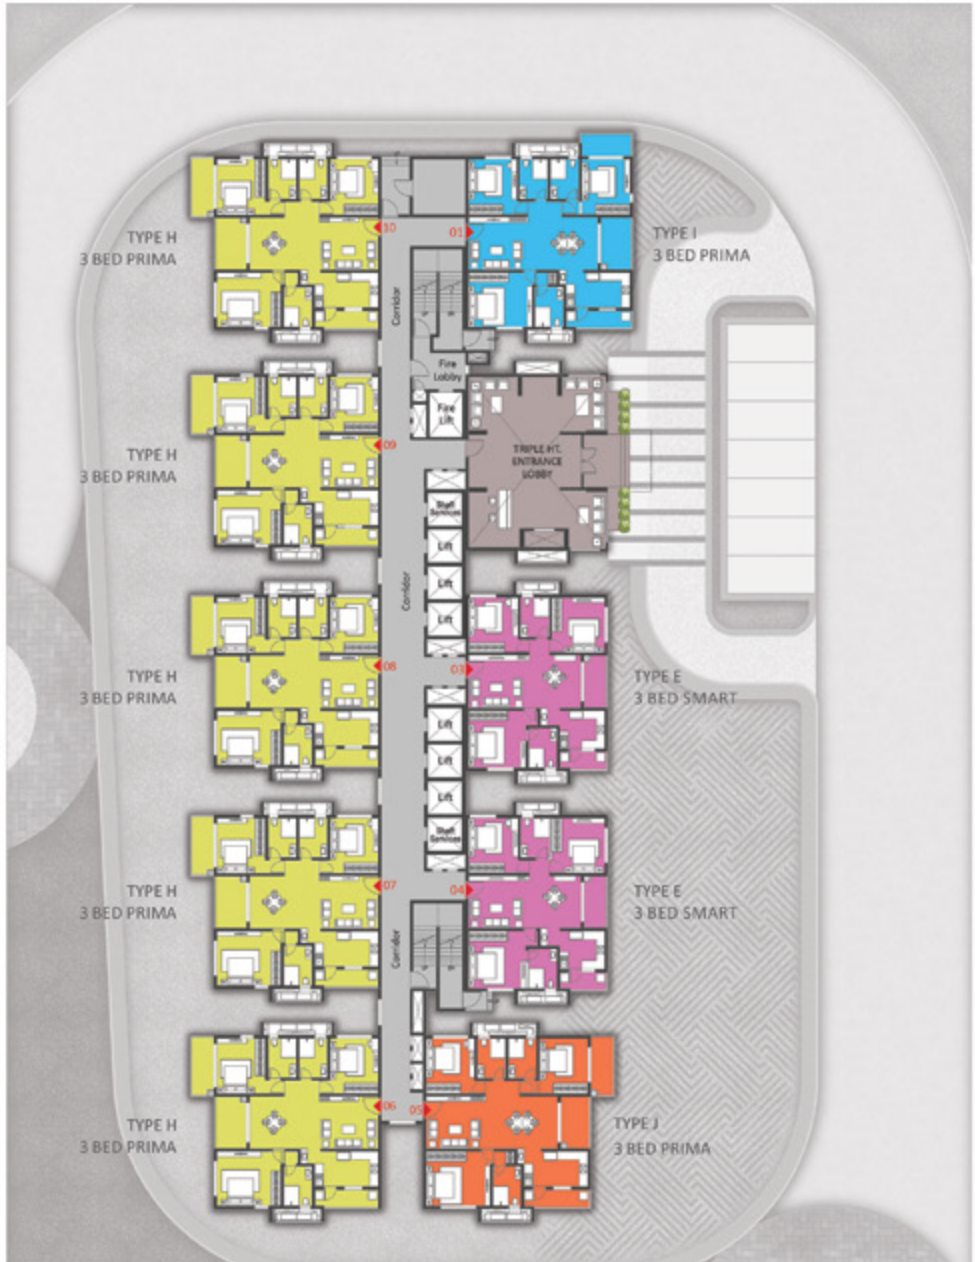 TYPE H
3 BED PRIMA
10
01
TYPE I
3 BED PRIMA
Corridor
Fire
Lobby
Fire
Lift
TYPE H
3 BED PRIMA
09
TRIPLE HT.
ENTRANCE
LOBBY
Shaft
Services
Lift
Lift
Lift
Corridor
TYPE H
3 BED PRIMA
08
03
TYPE E
3 BED SMART
Lift
Lift
Lift
Shaft
Services
TYPE H
3 BED PRIMA
07
04
TYPE E
3 BED SMART
Corridor
TYPE H
3 BED PRIMA
06
05
TYPE J
3 BED PRIMA